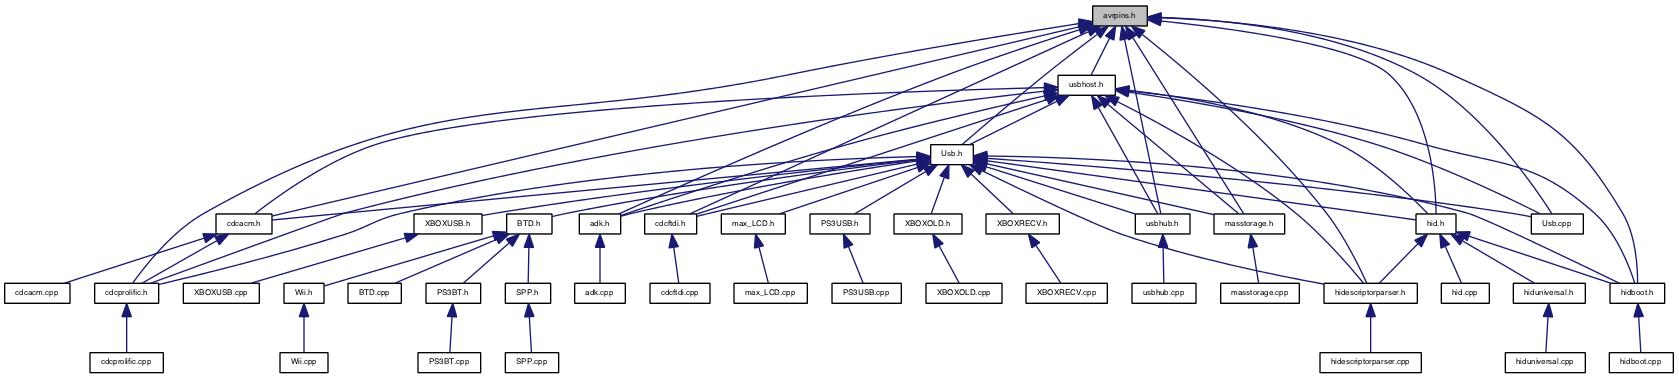 avrpins.h
usbhost.h
Usb.h
cdcacm.h
XBOXUSB.h
BTD.h
adk.h
cdcftdi.h
max_LCD.h
PS3USB.h
XBOXOLD.h
XBOXRECV.h
usbhub.h
masstorage.h
hid.h
Usb.cpp
cdcacm.cpp
cdcprolific.h
XBOXUSB.cpp
Wii.h
BTD.cpp
PS3BT.h
SPP.h
adk.cpp
cdcftdi.cpp
max_LCD.cpp
PS3USB.cpp
XBOXOLD.cpp
XBOXRECV.cpp
usbhub.cpp
masstorage.cpp
hidescriptorparser.h
hid.cpp
hiduniversal.h
hidboot.h
cdcprolific.cpp
Wii.cpp
PS3BT.cpp
SPP.cpp
hidescriptorparser.cpp
hiduniversal.cpp
hidboot.cpp